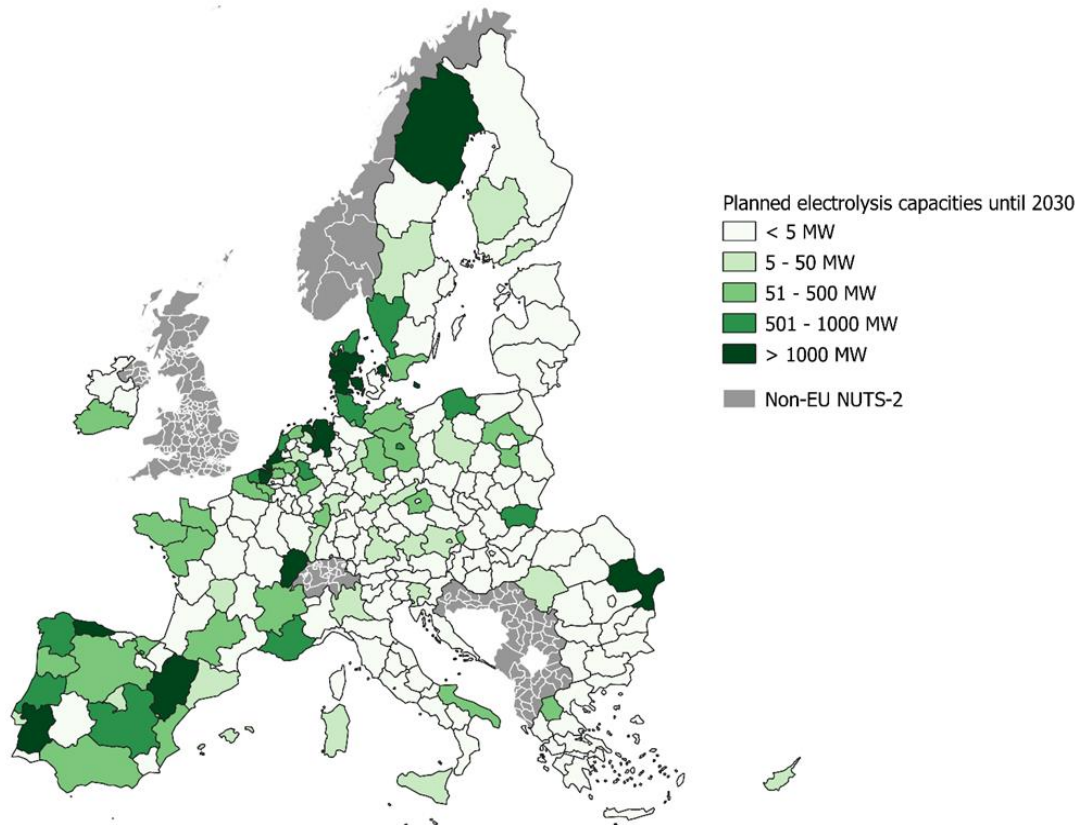 Planned electrolysis capacities until 2030
< 5 MW
5 - 50 MW
51 - 500 MW
501 - 1000 MW
> 1000 MW
Non-EU NUTS-2